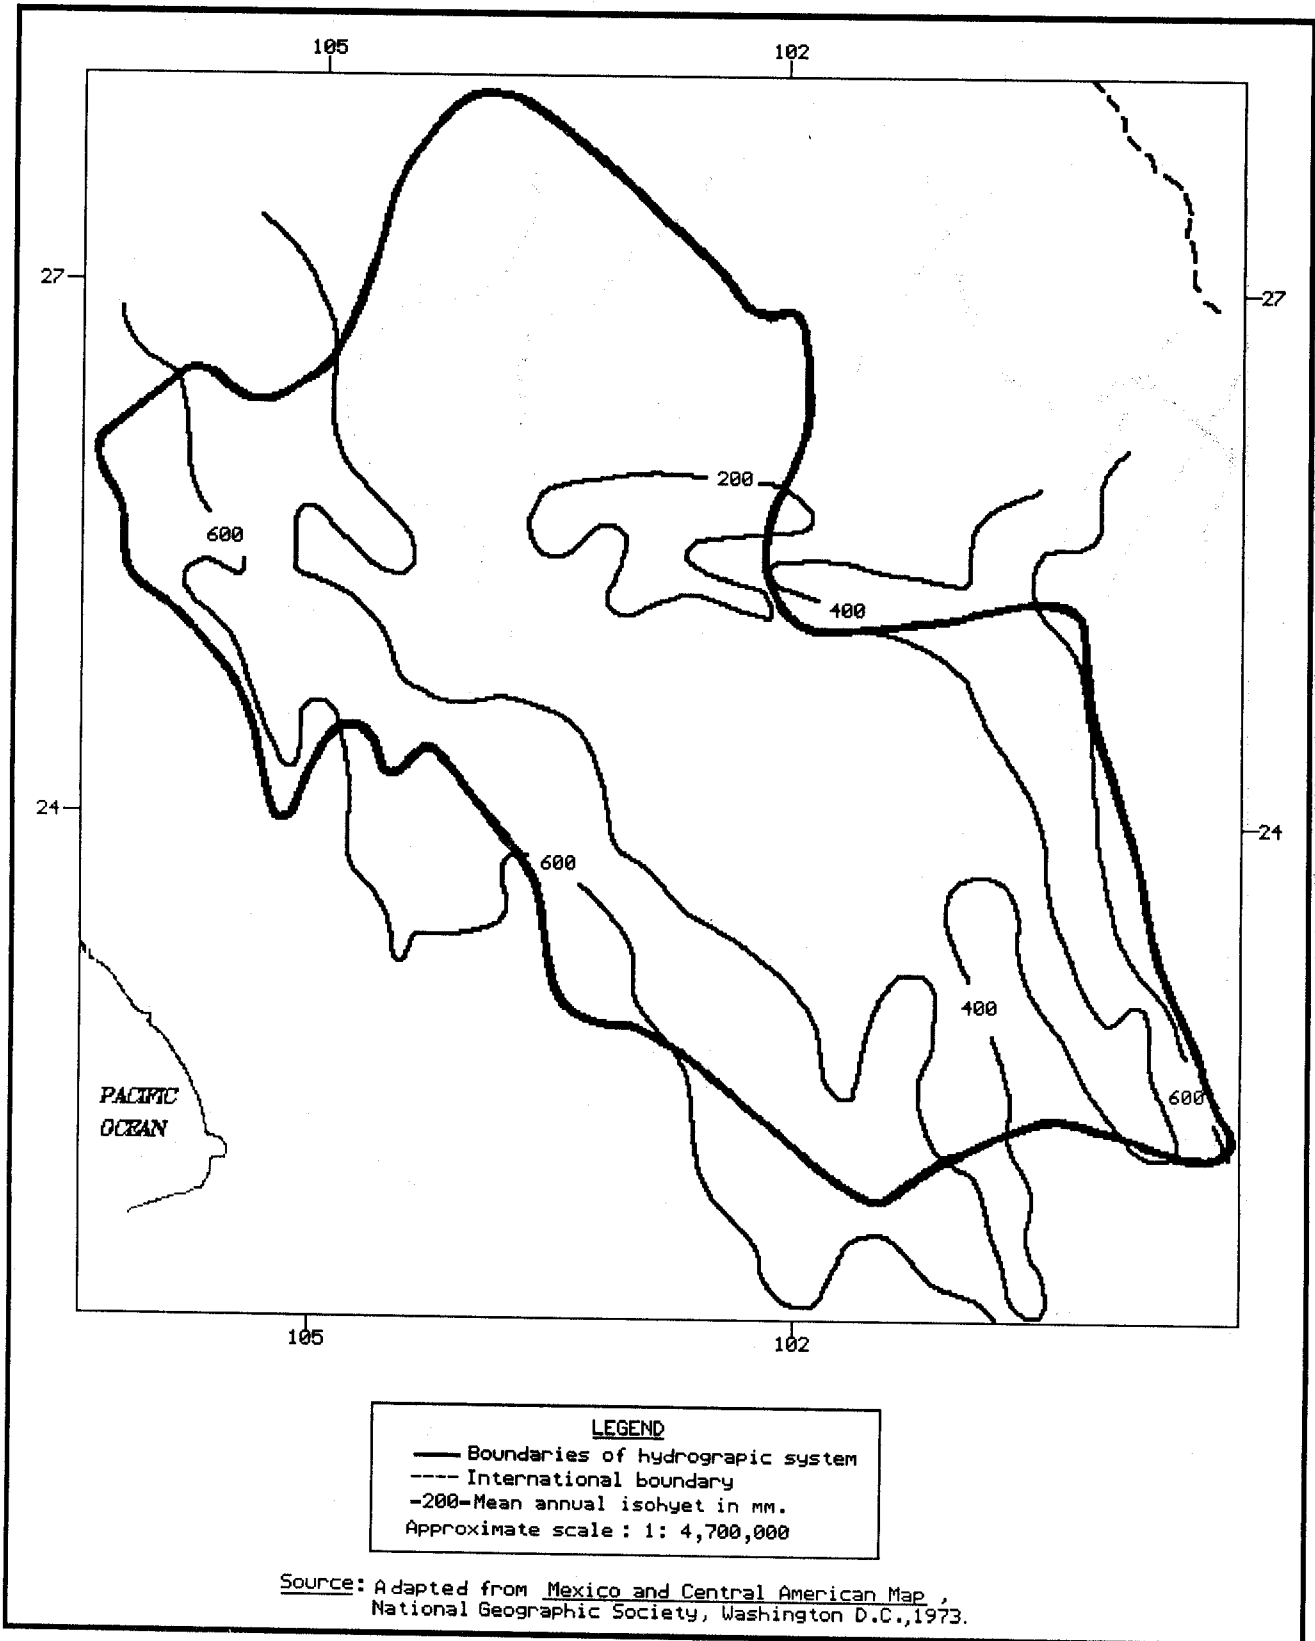 105 102
27
27
200
600
400
24
24
600
400
PACIFIC
OCEAN
600
105 102
LEGEND
Boundaries of hydrograpic system
International boundary
-200-Mean annual isohyet in mm.
Approximate scale : 1: 4,700,000
Source: Adapted from Mexico and Central American Map ,
National Geographic Society, Washington D.C.,1973.